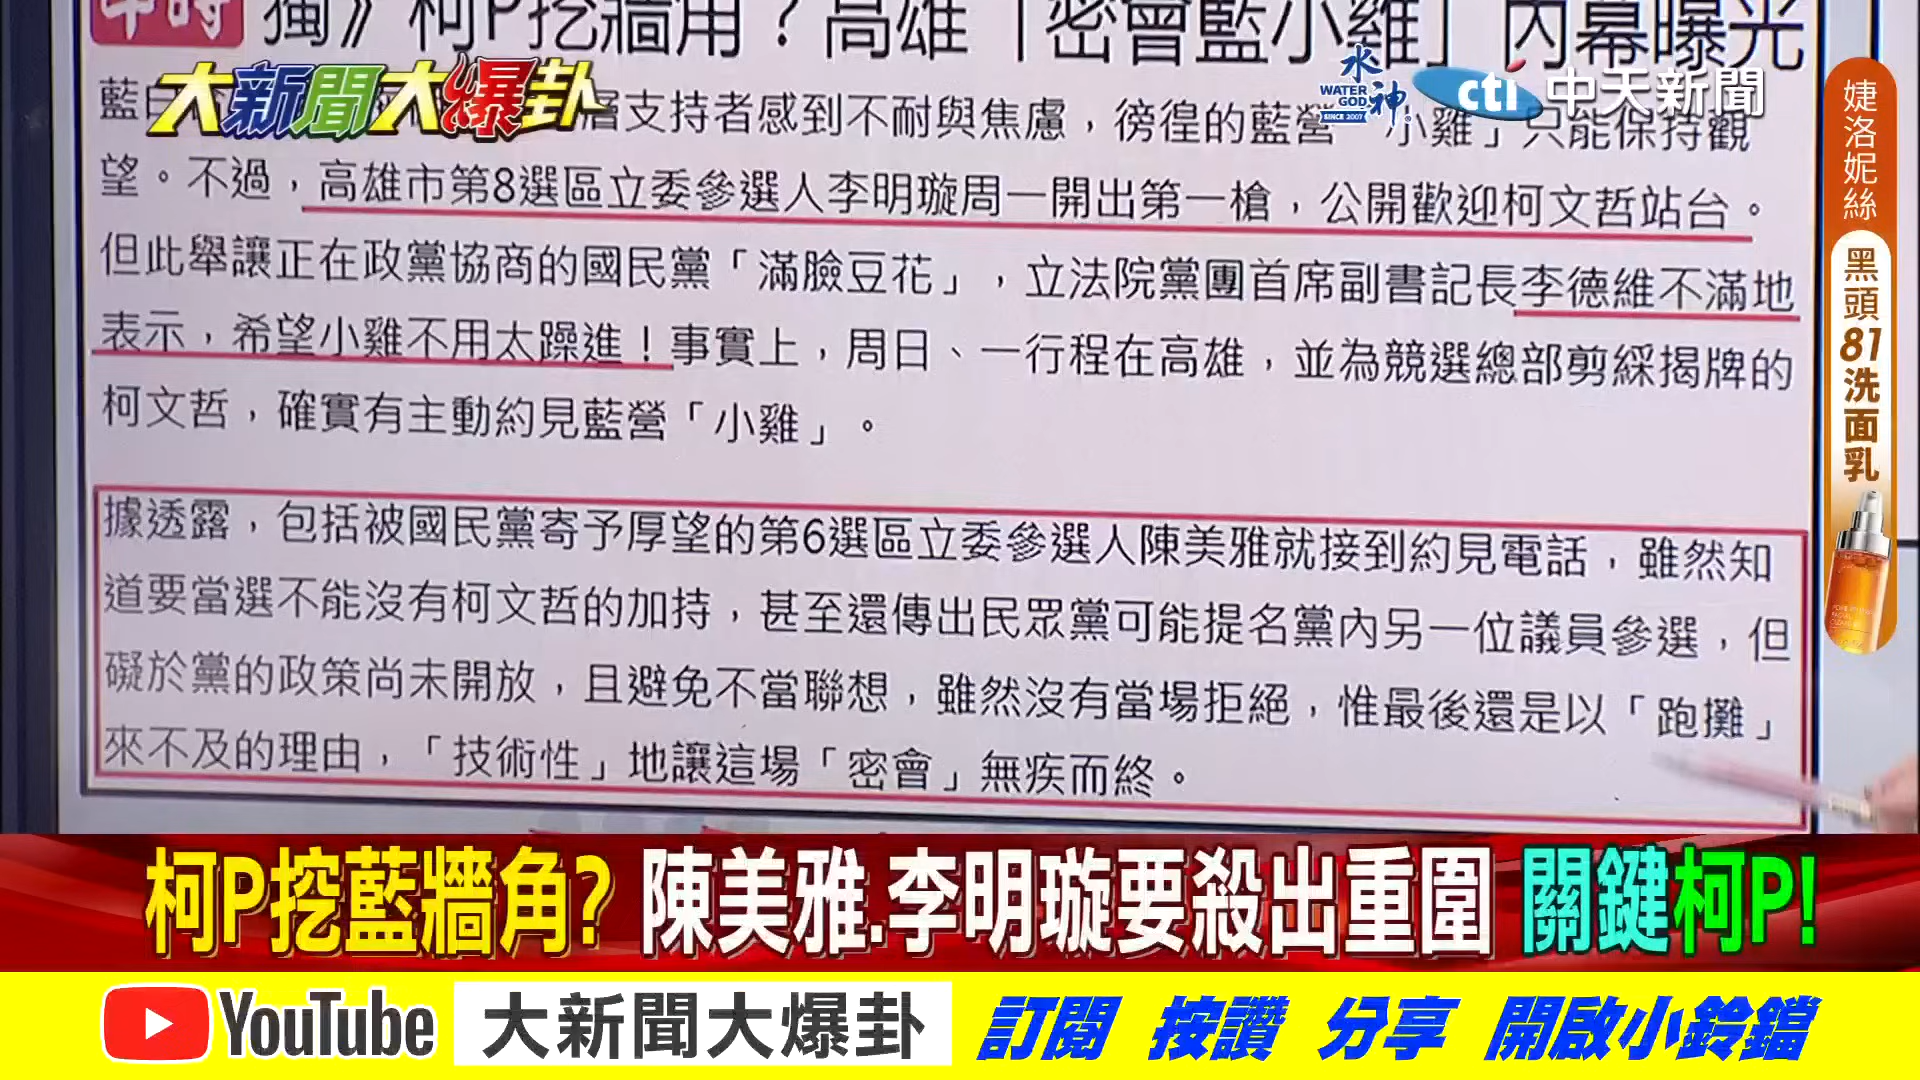 即時 獨》柯P挖牆角？高雄「密會藍小雞」內幕曝光
大新聞大爆卦
水神 WATER GOD SINCE 2007
cti 中天新聞
藍白 層支持者感到不耐與焦慮，徬徨的藍營「小雞」只能保持觀
望。不過，高雄市第8選區立委參選人李明璇周一開出第一槍，公開歡迎柯文哲站台。
但此舉讓正在政黨協商的國民黨「滿臉豆花」，立法院黨團首席副書記長李德維不滿地
表示，希望小雞不用太躁進！事實上，周日、一行程在高雄，並為競選總部剪綵揭牌的
柯文哲，確實有主動約見藍營「小雞」。
據透露，包括被國民黨寄予厚望的第6選區立委參選人陳美雅就接到約見電話，雖然知
道要當選不能沒有柯文哲的加持，甚至還傳出民眾黨可能提名黨內另一位議員參選，但
礙於黨的政策尚未開放，且避免不當聯想，雖然沒有當場拒絕，惟最後還是以「跑攤」
來不及的理由，「技術性」地讓這場「密會」無疾而終。
婕洛妮絲
黑頭81洗面乳
柯P挖藍牆角? 陳美雅.李明璇要殺出重圍 關鍵柯P!
YouTube 大新聞大爆卦 訂閱 按讚 分享 開啟小鈴鐺